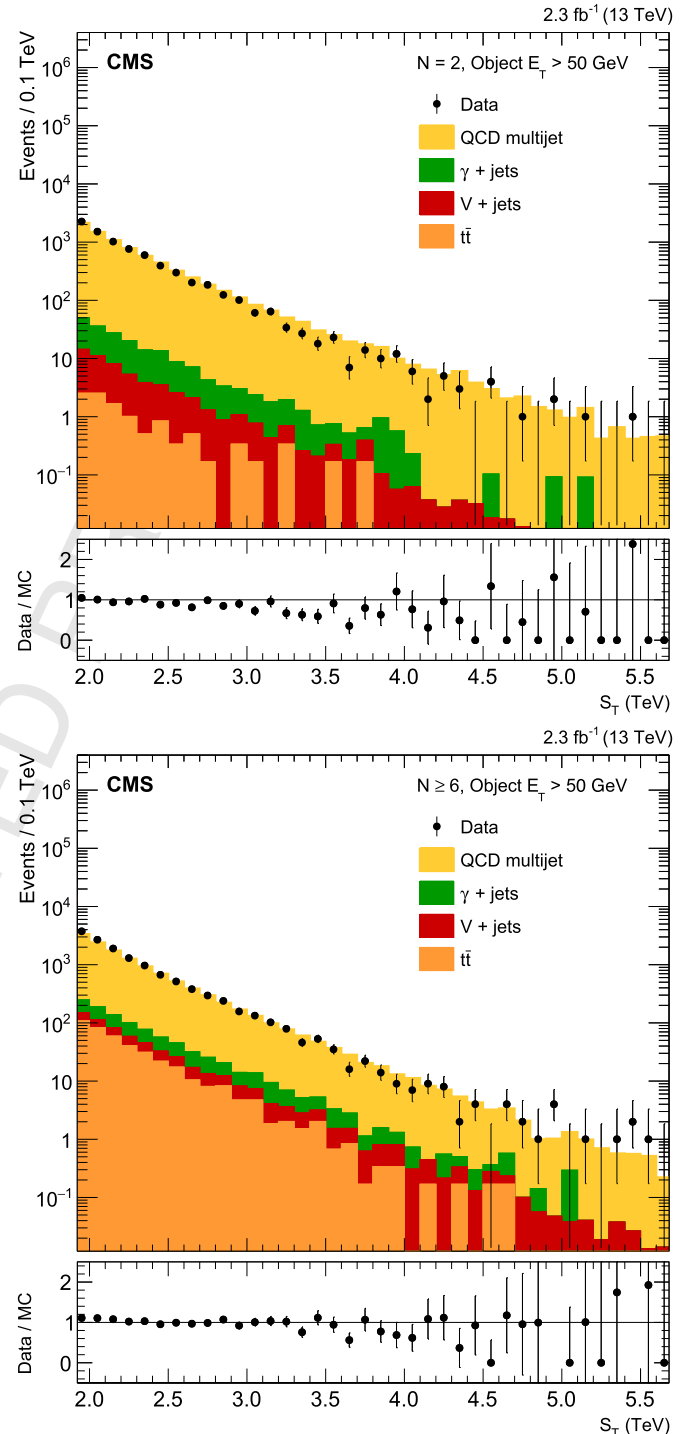 2.3 fb⁻¹ (13 TeV)
CMS
N = 2, Object E_T > 50 GeV
Events / 0.1 TeV
10⁶
10⁵
10⁴
10³
10²
10
1
10⁻¹
Data
QCD multijet
γ + jets
V + jets
tt̄
Data / MC
2
1
0
2.0 2.5 3.0 3.5 4.0 4.5 5.0 5.5
S_T (TeV)
2.3 fb⁻¹ (13 TeV)
CMS
N ≥ 6, Object E_T > 50 GeV
Events / 0.1 TeV
10⁶
10⁵
10⁴
10³
10²
10
1
10⁻¹
Data
QCD multijet
γ + jets
V + jets
tt̄
Data / MC
2
1
0
2.0 2.5 3.0 3.5 4.0 4.5 5.0 5.5
S_T (TeV)